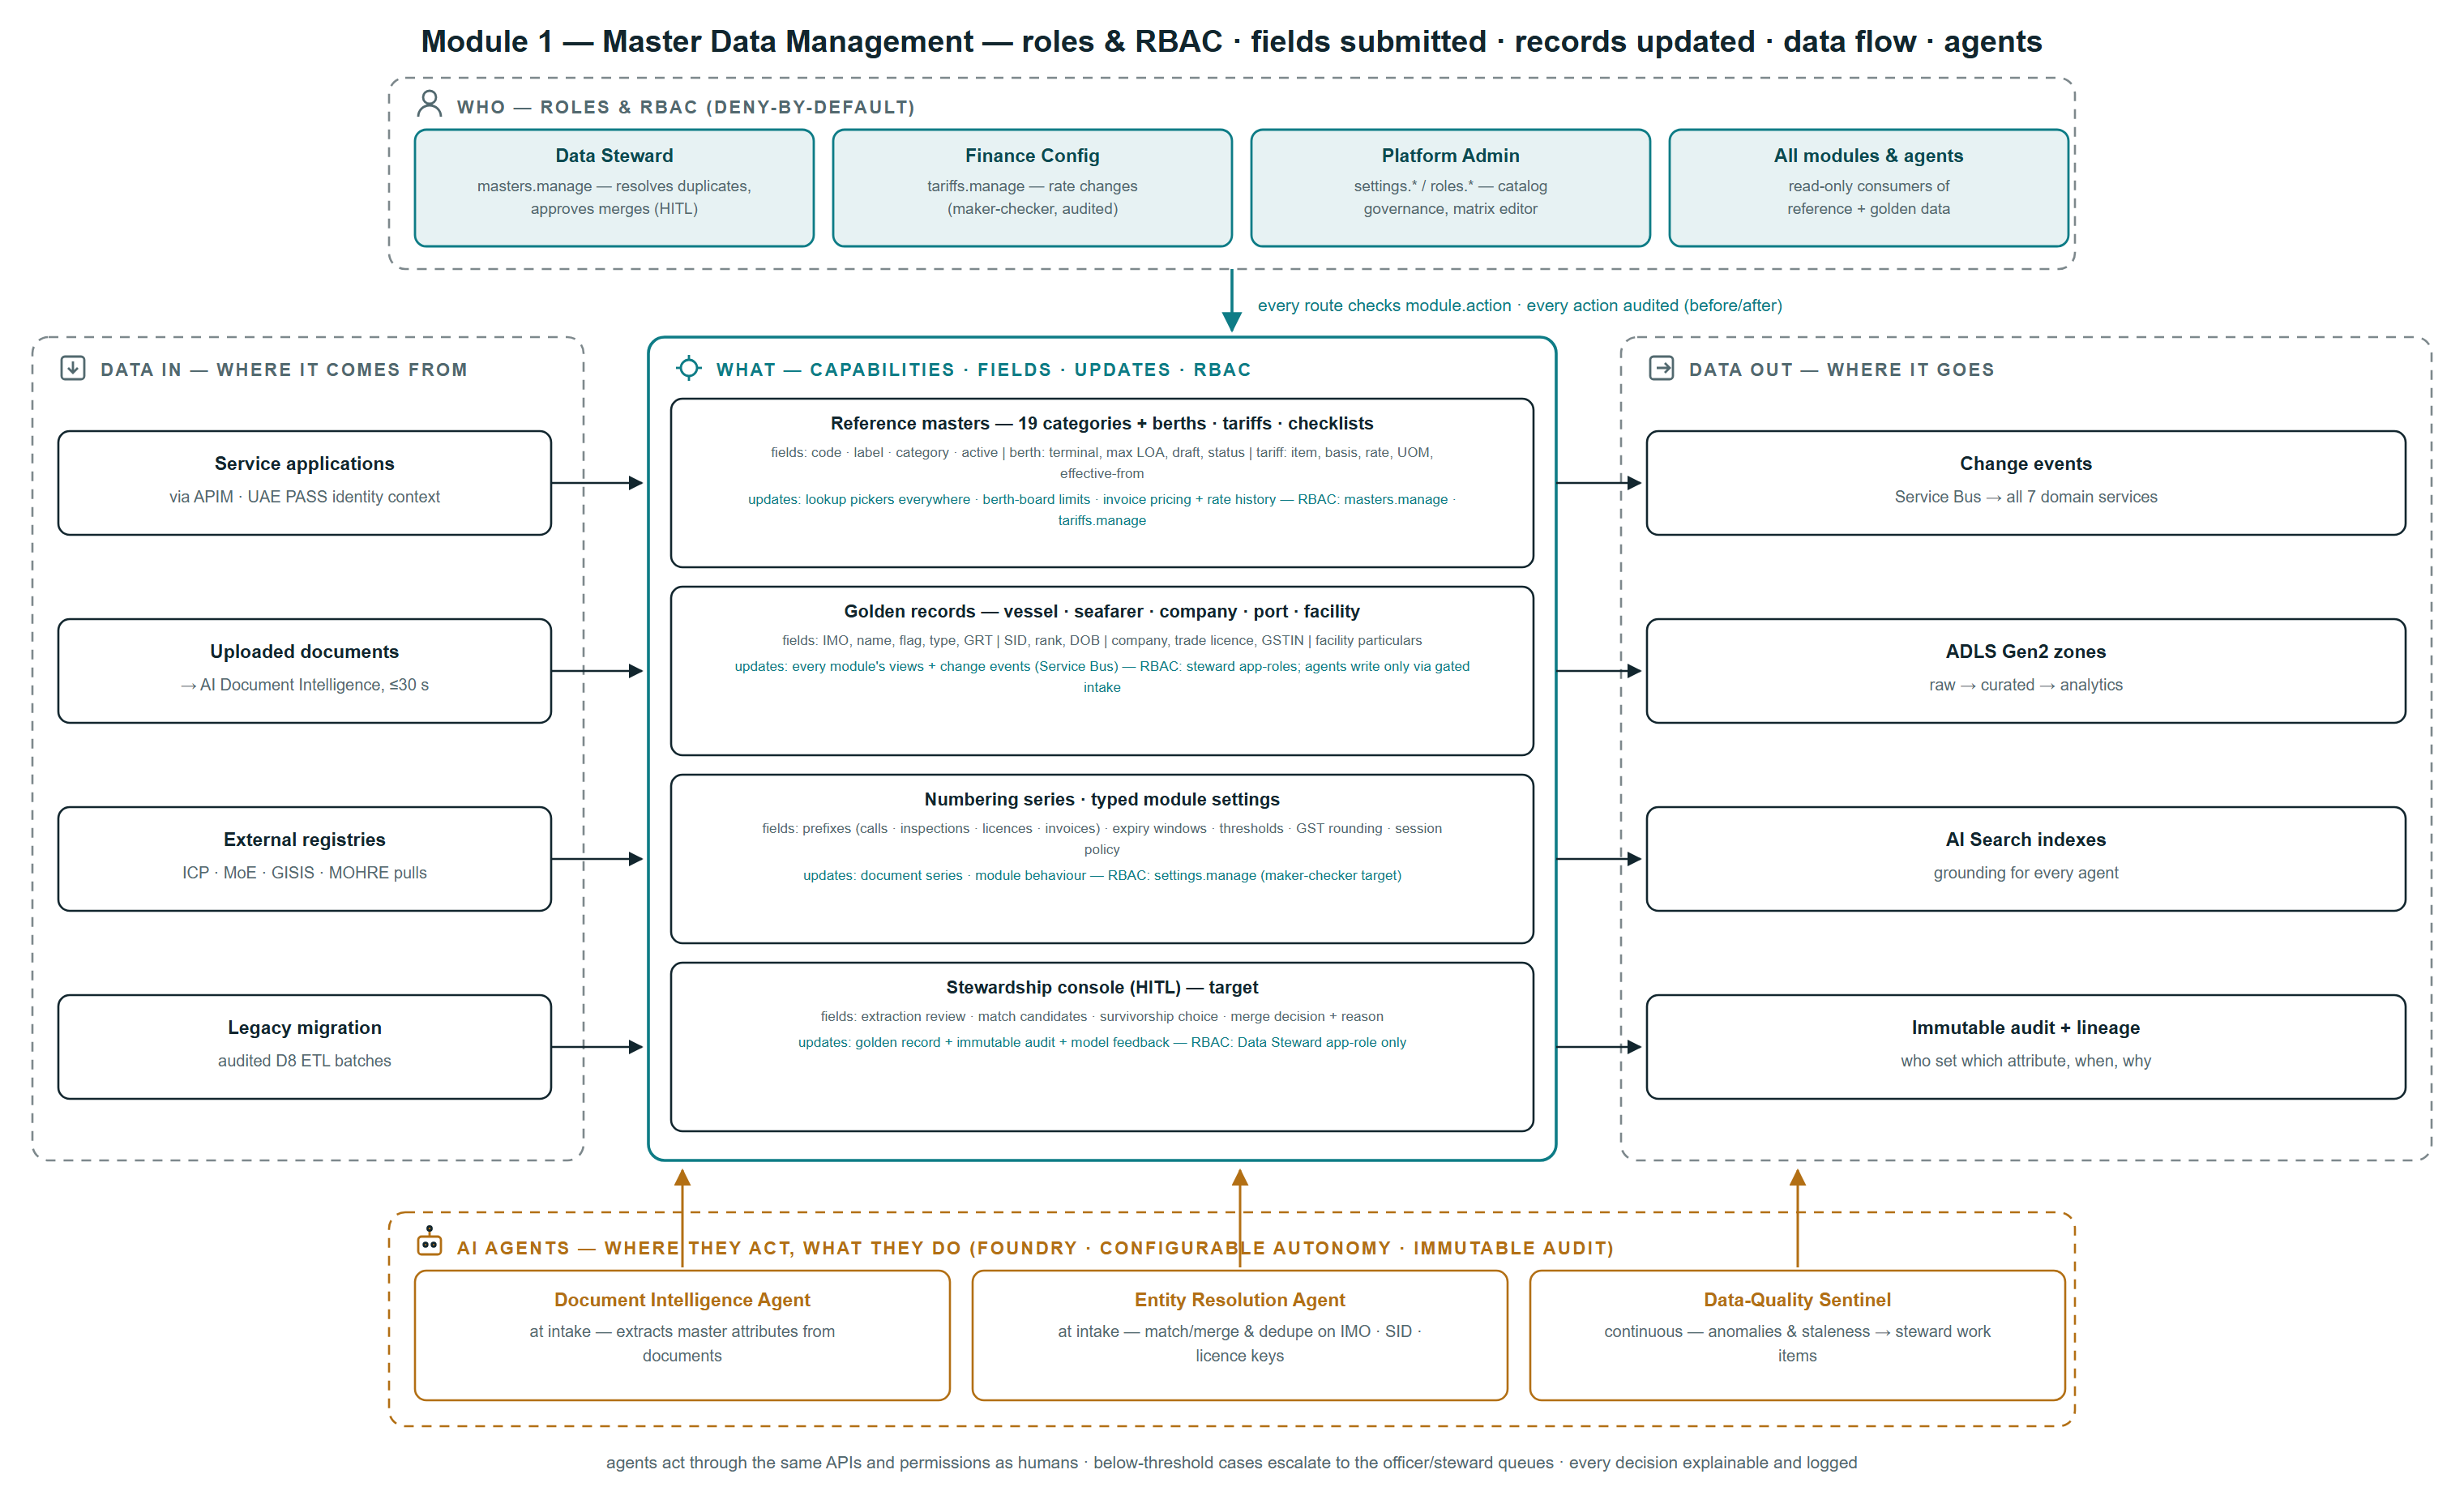 Module 1 — Master Data Management — roles & RBAC · fields submitted · records updated · data flow · agents
WHO — ROLES & RBAC (DENY-BY-DEFAULT)
Data Steward
masters.manage — resolves duplicates,
approves merges (HITL)
Finance Config
tariffs.manage — rate changes
(maker-checker, audited)
Platform Admin
settings.* / roles.* — catalog
governance, matrix editor
All modules & agents
read-only consumers of
reference + golden data
every route checks module.action · every action audited (before/after)
DATA IN — WHERE IT COMES FROM
Service applications
via APIM · UAE PASS identity context
Uploaded documents
→ AI Document Intelligence, ≤30 s
External registries
ICP · MoE · GISIS · MOHRE pulls
Legacy migration
audited D8 ETL batches
WHAT — CAPABILITIES · FIELDS · UPDATES · RBAC
Reference masters — 19 categories + berths · tariffs · checklists
fields: code · label · category · active | berth: terminal, max LOA, draft, status | tariff: item, basis, rate, UOM,
effective-from
updates: lookup pickers everywhere · berth-board limits · invoice pricing + rate history — RBAC: masters.manage ·
tariffs.manage
Golden records — vessel · seafarer · company · port · facility
fields: IMO, name, flag, type, GRT | SID, rank, DOB | company, trade licence, GSTIN | facility particulars
updates: every module's views + change events (Service Bus) — RBAC: steward app-roles; agents write only via gated
intake
Numbering series · typed module settings
fields: prefixes (calls · inspections · licences · invoices) · expiry windows · thresholds · GST rounding · session
policy
updates: document series · module behaviour — RBAC: settings.manage (maker-checker target)
Stewardship console (HITL) — target
fields: extraction review · match candidates · survivorship choice · merge decision + reason
updates: golden record + immutable audit + model feedback — RBAC: Data Steward app-role only
DATA OUT — WHERE IT GOES
Change events
Service Bus → all 7 domain services
ADLS Gen2 zones
raw → curated → analytics
AI Search indexes
grounding for every agent
Immutable audit + lineage
who set which attribute, when, why
AI AGENTS — WHERE THEY ACT, WHAT THEY DO (FOUNDRY · CONFIGURABLE AUTONOMY · IMMUTABLE AUDIT)
Document Intelligence Agent
at intake — extracts master attributes from
documents
Entity Resolution Agent
at intake — match/merge & dedupe on IMO · SID ·
licence keys
Data-Quality Sentinel
continuous — anomalies & staleness → steward work
items
agents act through the same APIs and permissions as humans · below-threshold cases escalate to the officer/steward queues · every decision explainable and logged